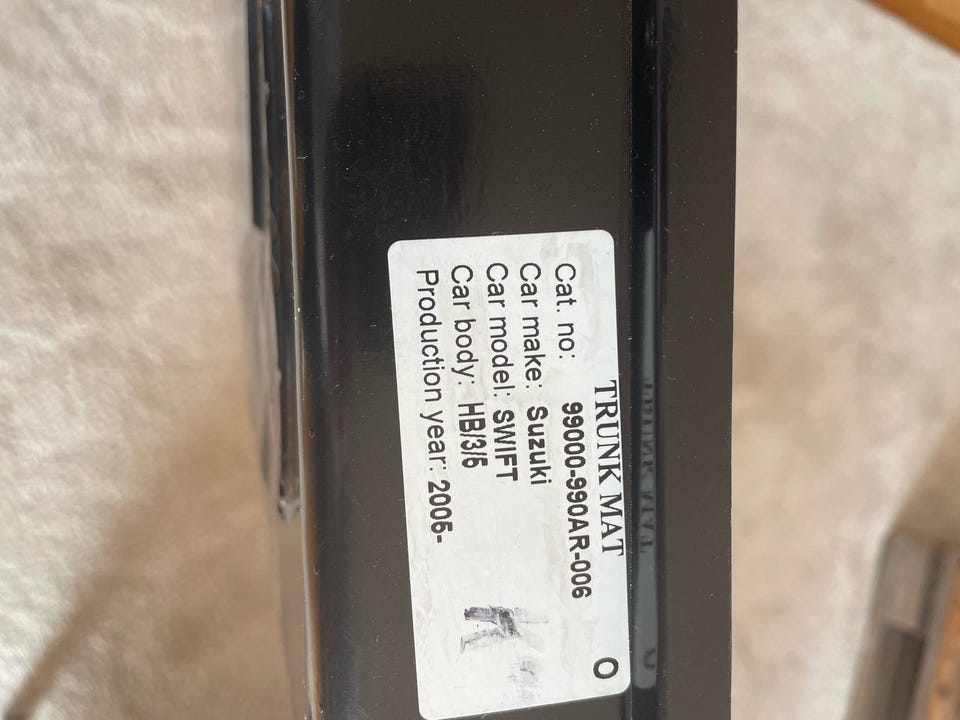 TRUNK MAT
Cat. no: 99000-990AR-006
Car make: Suzuki
Car model: SWIFT
Car body: HB/3/5
Production year: 2005-
O